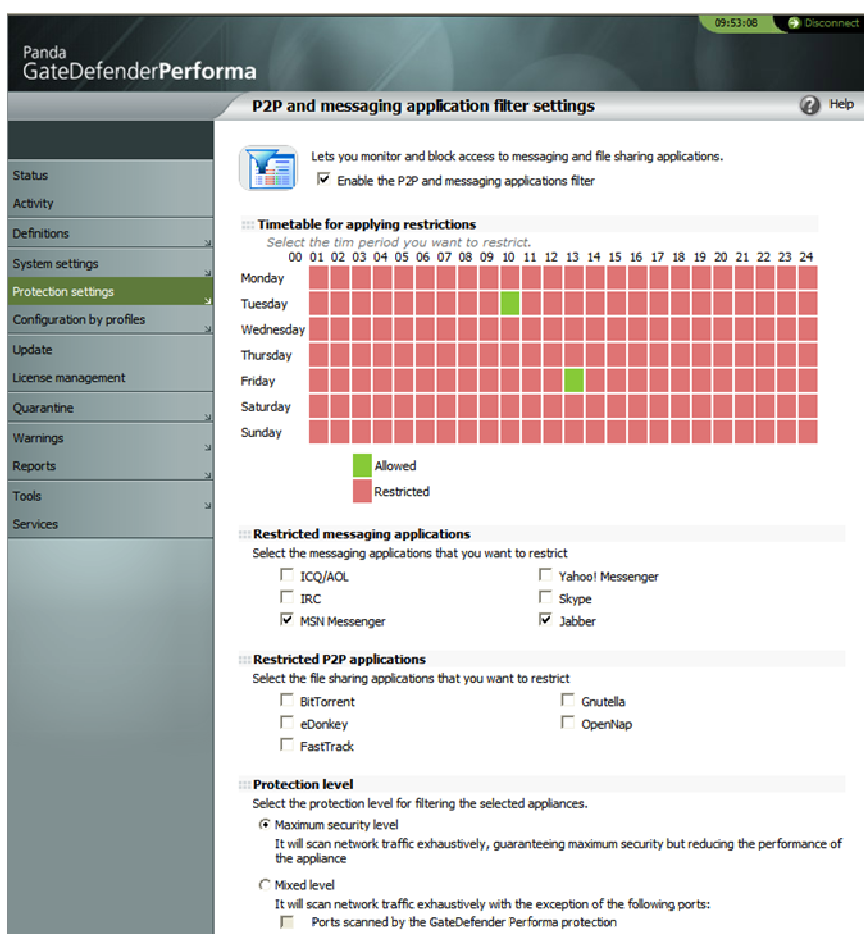 09:53:08 Disconnect
Panda
GateDefenderPerforma
P2P and messaging application filter settings
Help
Status
Activity
Definitions
System settings
Protection settings
Configuration by profiles
Update
License management
Quarantine
Warnings
Reports
Tools
Services
Lets you monitor and block access to messaging and file sharing applications.
Enable the P2P and messaging applications filter
Timetable for applying restrictions
Select the tim period you want to restrict.
00 01 02 03 04 05 06 07 08 09 10 11 12 13 14 15 16 17 18 19 20 21 22 23 24
Monday
Tuesday
Wednesday
Thursday
Friday
Saturday
Sunday
Allowed
Restricted
Restricted messaging applications
Select the messaging applications that you want to restrict
ICQ/AOL Yahoo! Messenger
IRC Skype
MSN Messenger Jabber
Restricted P2P applications
Select the file sharing applications that you want to restrict
BitTorrent Gnutella
eDonkey OpenNap
FastTrack
Protection level
Select the protection level for filtering the selected appliances.
Maximum security level
It will scan network traffic exhaustively, guaranteeing maximum security but reducing the performance of
the appliance
Mixed level
It will scan network traffic exhaustively with the exception of the following ports:
Ports scanned by the GateDefender Performa protection